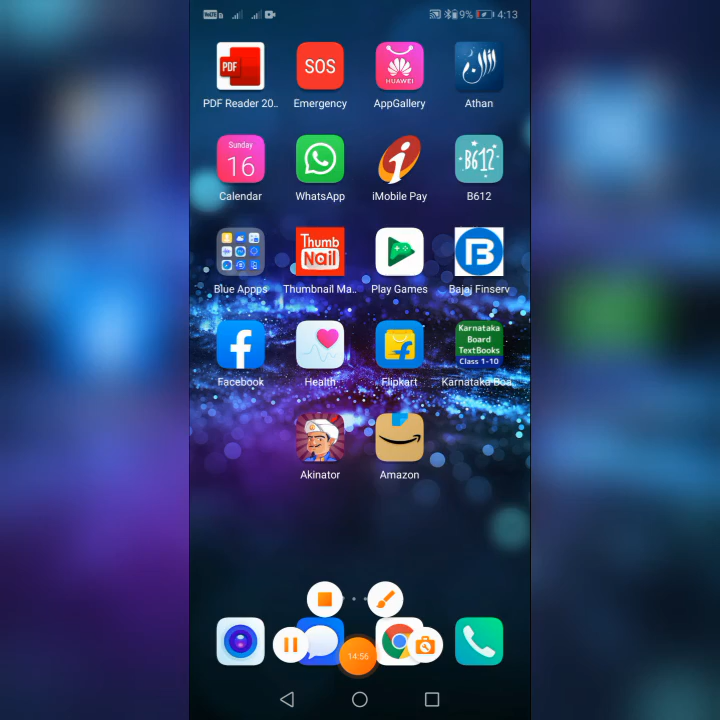 9% 4:13
PDF
SOS
HUAWEI
PDF Reader 20..
Emergency
AppGallery
Athan
Sunday
16
B612
Calendar
WhatsApp
iMobile Pay
B612
Thumb
Nail
B
Blue Appps
Thumbnail Ma..
Play Games
Bajaj Finserv
Karnataka
Board
TextBooks
Class 1-10
Facebook
Health
Flipkart
Karnataka Boa..
Akinator
Amazon
14:56